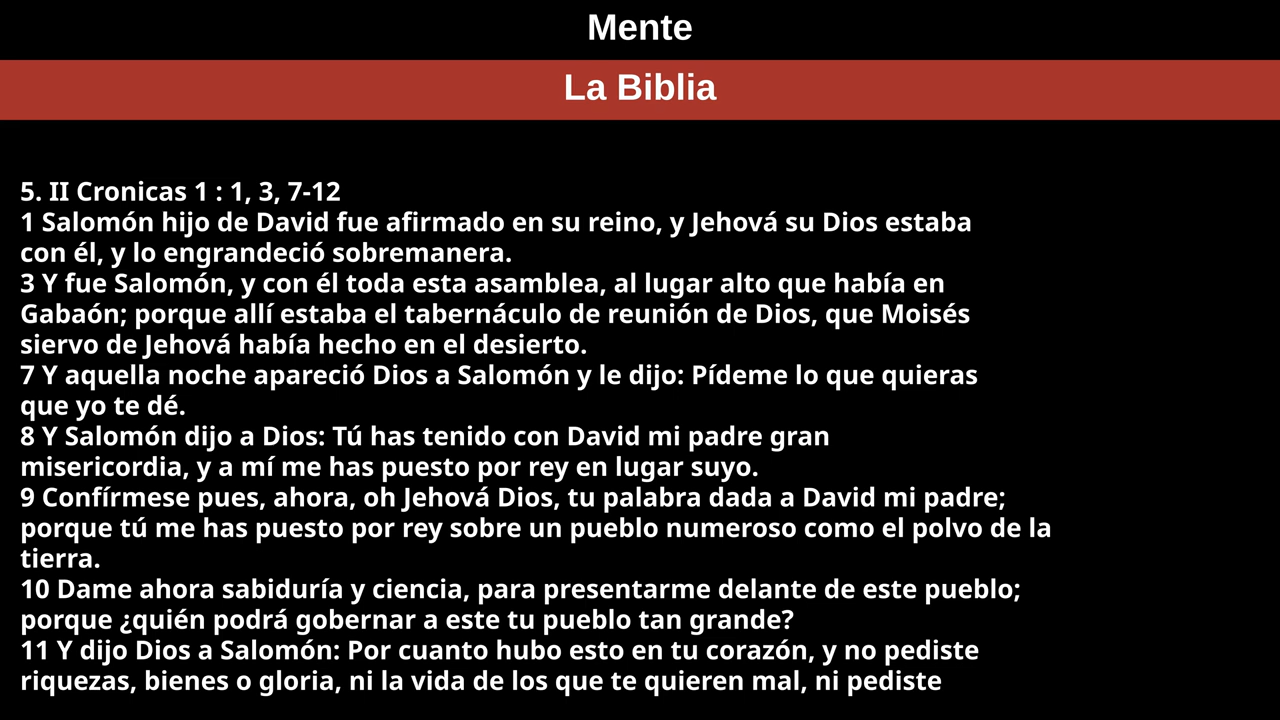 Mente
La Biblia
5. II Cronicas 1 : 1, 3, 7-12
1 Salomón hijo de David fue afirmado en su reino, y Jehová su Dios estaba
con él, y lo engrandeció sobremanera.
3 Y fue Salomón, y con él toda esta asamblea, al lugar alto que había en
Gabaón; porque allí estaba el tabernáculo de reunión de Dios, que Moisés
siervo de Jehová había hecho en el desierto.
7 Y aquella noche apareció Dios a Salomón y le dijo: Pídeme lo que quieras
que yo te dé.
8 Y Salomón dijo a Dios: Tú has tenido con David mi padre gran
misericordia, y a mí me has puesto por rey en lugar suyo.
9 Confírmese pues, ahora, oh Jehová Dios, tu palabra dada a David mi padre;
porque tú me has puesto por rey sobre un pueblo numeroso como el polvo de la
tierra.
10 Dame ahora sabiduría y ciencia, para presentarme delante de este pueblo;
porque ¿quién podrá gobernar a este tu pueblo tan grande?
11 Y dijo Dios a Salomón: Por cuanto hubo esto en tu corazón, y no pediste
riquezas, bienes o gloria, ni la vida de los que te quieren mal, ni pediste